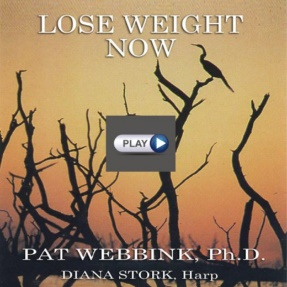 LOSE WEIGHT
NOW
PLAY
PAT WEBBINK, Ph.D.
DIANA STORK, Harp